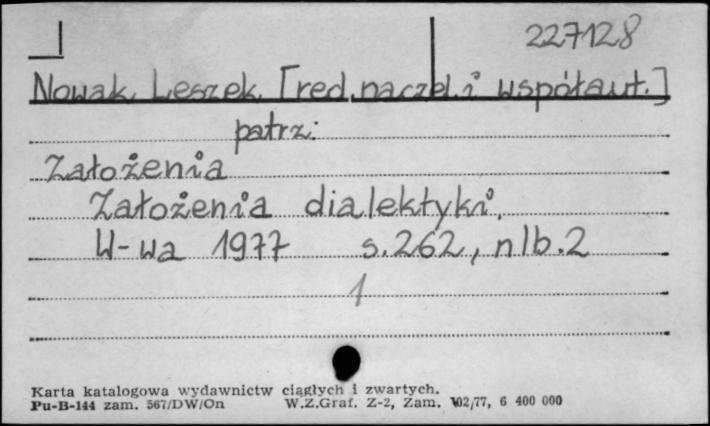 227128
Nowak Leszek [red.naczel.i współaut.]
patrz:
Założenia
Założenia dialektyki.
W-wa 1977 s.262, nlb.2
1
Karta katalogowa wydawnictw ciągłych i zwartych.
Pu-B-144 zam. 567/DW/On W.Z.Graf. Z-2, Zam. 102/77, 6 400 000